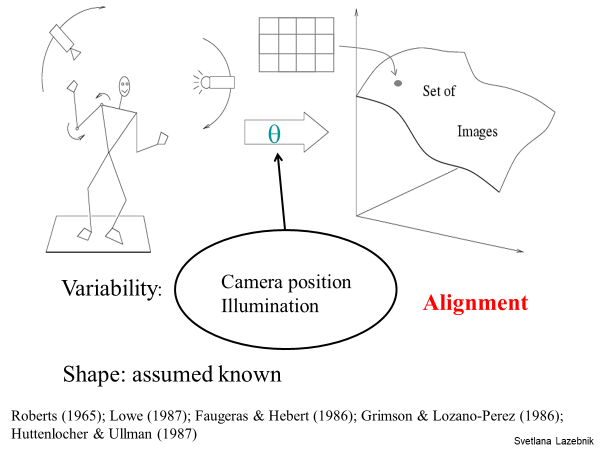 θ
Set of
Images
Variability:
Camera position
Illumination
Alignment
Shape: assumed known
Roberts (1965); Lowe (1987); Faugeras & Hebert (1986); Grimson & Lozano-Perez (1986);
Huttenlocher & Ullman (1987)
Svetlana Lazebnik